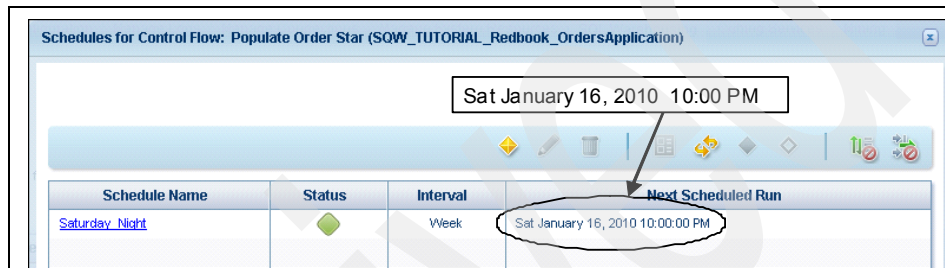 Schedules for Control Flow: Populate Order Star (SQW_TUTORIAL_Redbook_OrdersApplication)
Sat January 16, 2010 10:00 PM
Schedule Name Status Interval Next Scheduled Run
Saturday_Night Week Sat January 16, 2010 10:00:00 PM